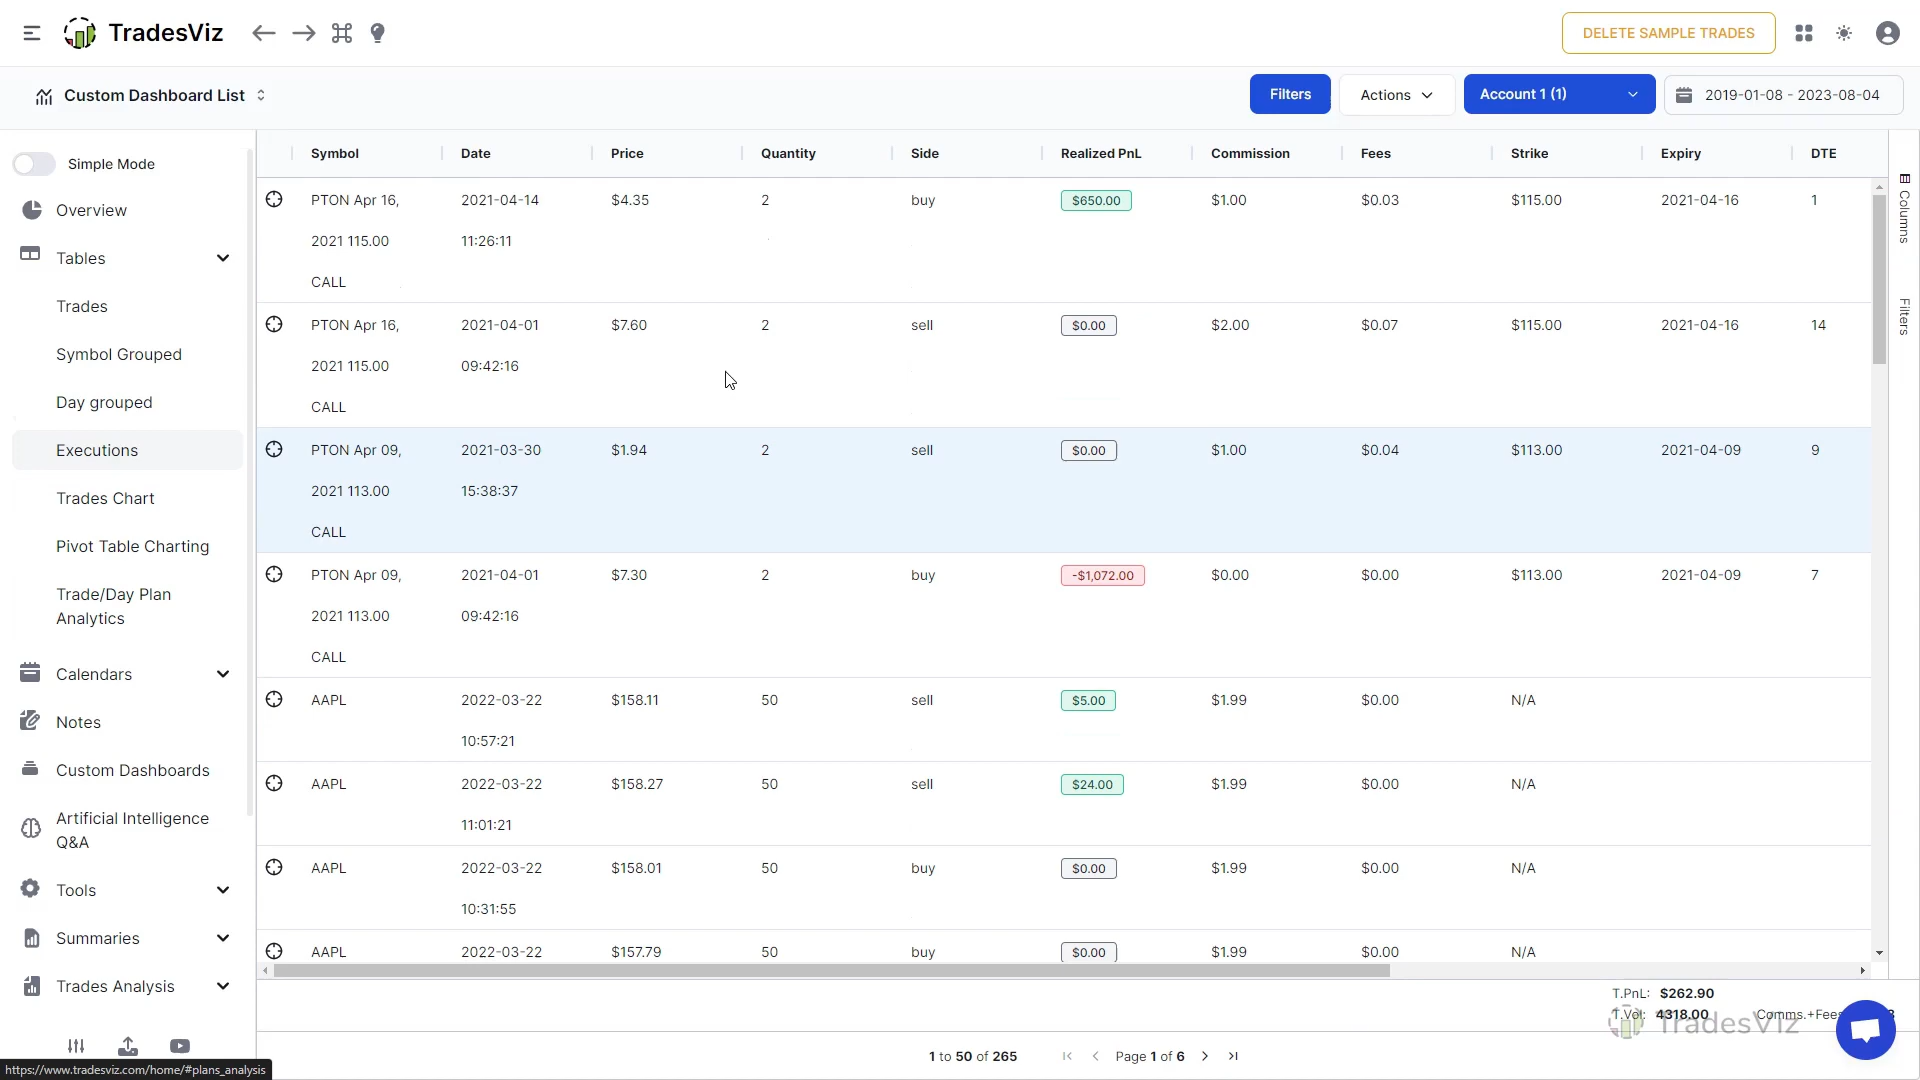 TradesViz
DELETE SAMPLE TRADES
Custom Dashboard List
Filters
Actions
Account 1 (1)
2019-01-08 - 2023-08-04
Simple Mode
Overview
Tables
Trades
Symbol Grouped
Day grouped
Executions
Trades Chart
Pivot Table Charting
Trade/Day Plan
Analytics
Calendars
Notes
Custom Dashboards
Artificial Intelligence
Q&A
Tools
Summaries
Trades Analysis
https://www.tradesviz.com/home/#plans_analysis
Symbol Date Price Quantity Side Realized PnL Commission Fees Strike Expiry DTE
PTON Apr 16, 2021-04-14 $4.35 2 buy $650.00 $1.00 $0.03 $115.00 2021-04-16 1
2021 115.00 11:26:11
CALL
PTON Apr 16, 2021-04-01 $7.60 2 sell $0.00 $2.00 $0.07 $115.00 2021-04-16 14
2021 115.00 09:42:16
CALL
PTON Apr 09, 2021-03-30 $1.94 2 sell $0.00 $1.00 $0.04 $113.00 2021-04-09 9
2021 113.00 15:38:37
CALL
PTON Apr 09, 2021-04-01 $7.30 2 buy -$1,072.00 $0.00 $0.00 $113.00 2021-04-09 7
2021 113.00 09:42:16
CALL
AAPL 2022-03-22 $158.11 50 sell $5.00 $1.99 $0.00 N/A
10:57:21
AAPL 2022-03-22 $158.27 50 sell $24.00 $1.99 $0.00 N/A
11:01:21
AAPL 2022-03-22 $158.01 50 buy $0.00 $1.99 $0.00 N/A
10:31:55
AAPL 2022-03-22 $157.79 50 buy $0.00 $1.99 $0.00 N/A
Columns
Filters
T.PnL: $262.90
T.Vol: 4318.00 Comms.+Fees
TradesViz
1 to 50 of 265 Page 1 of 6